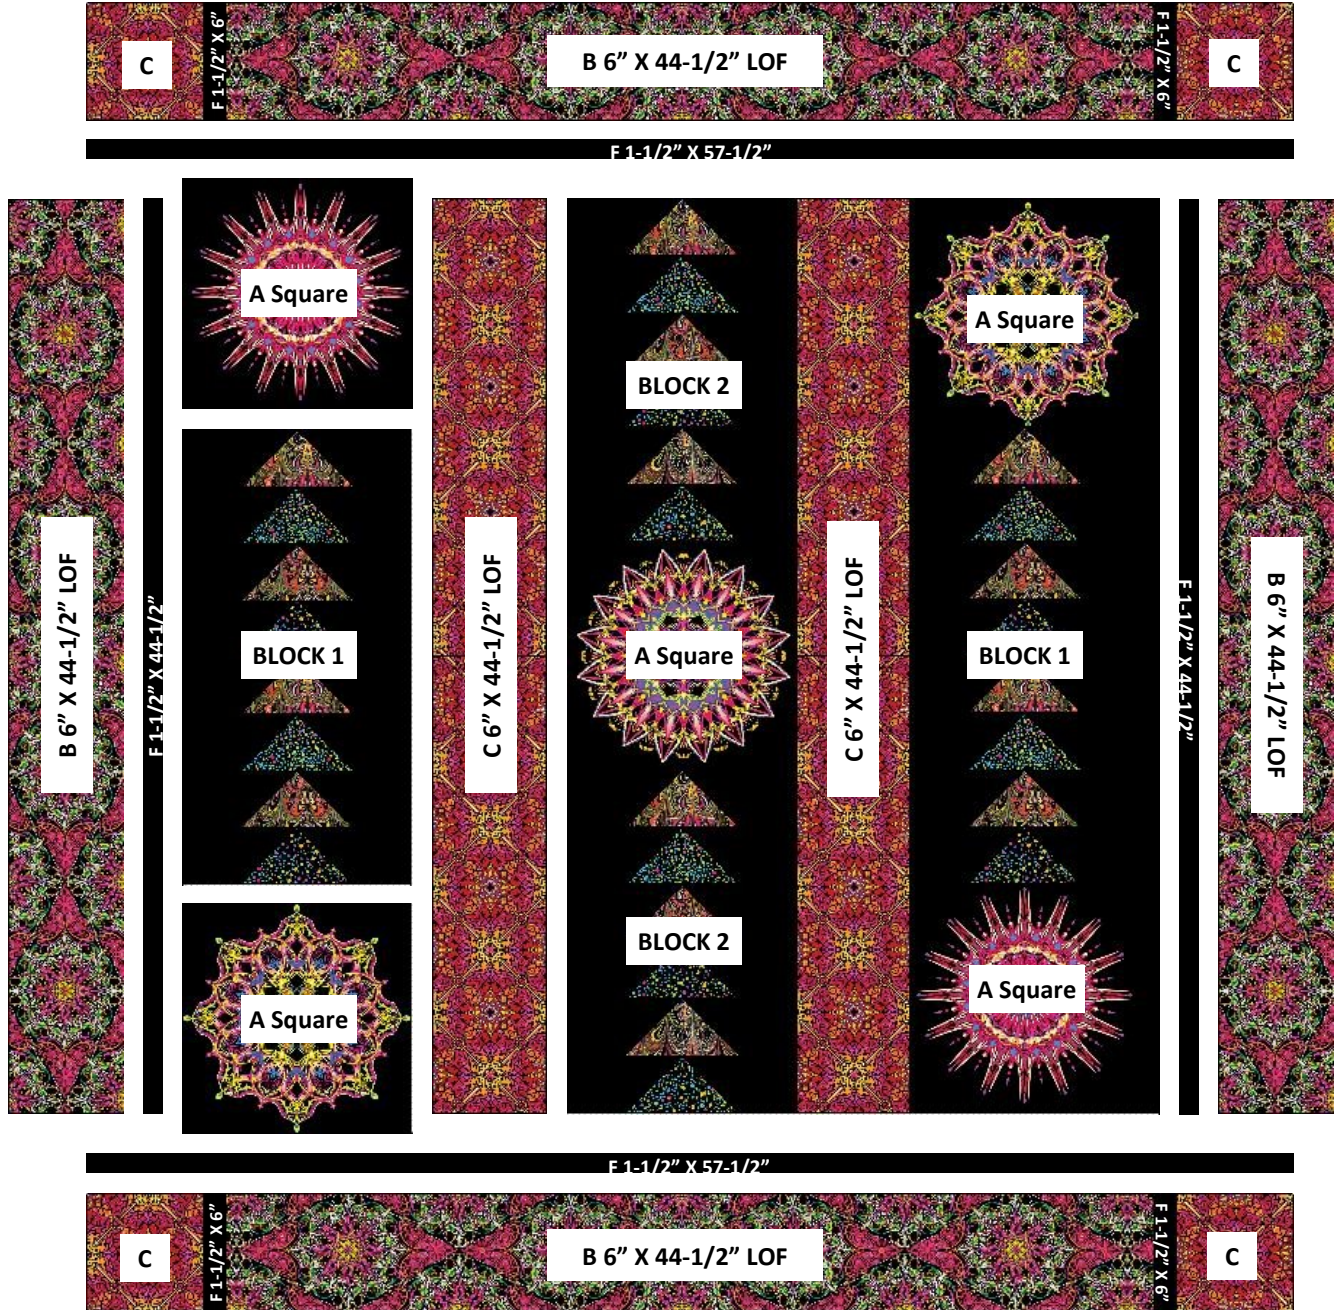 C
F 1-1/2” X 6”
B 6” X 44-1/2” LOF
F 1-1/2” X 6”
C
F 1-1/2” X 57-1/2”
B 6” X 44-1/2” LOF
F 1-1/2” X 44-1/2”
A Square
BLOCK 1
A Square
C 6” X 44-1/2” LOF
BLOCK 2
A Square
BLOCK 2
C 6” X 44-1/2” LOF
A Square
BLOCK 1
A Square
F 1-1/2” X 44-1/2”
B 6” X 44-1/2” LOF
F 1-1/2” X 57-1/2”
C
F 1-1/2” X 6”
B 6” X 44-1/2” LOF
F 1-1/2” X 6”
C